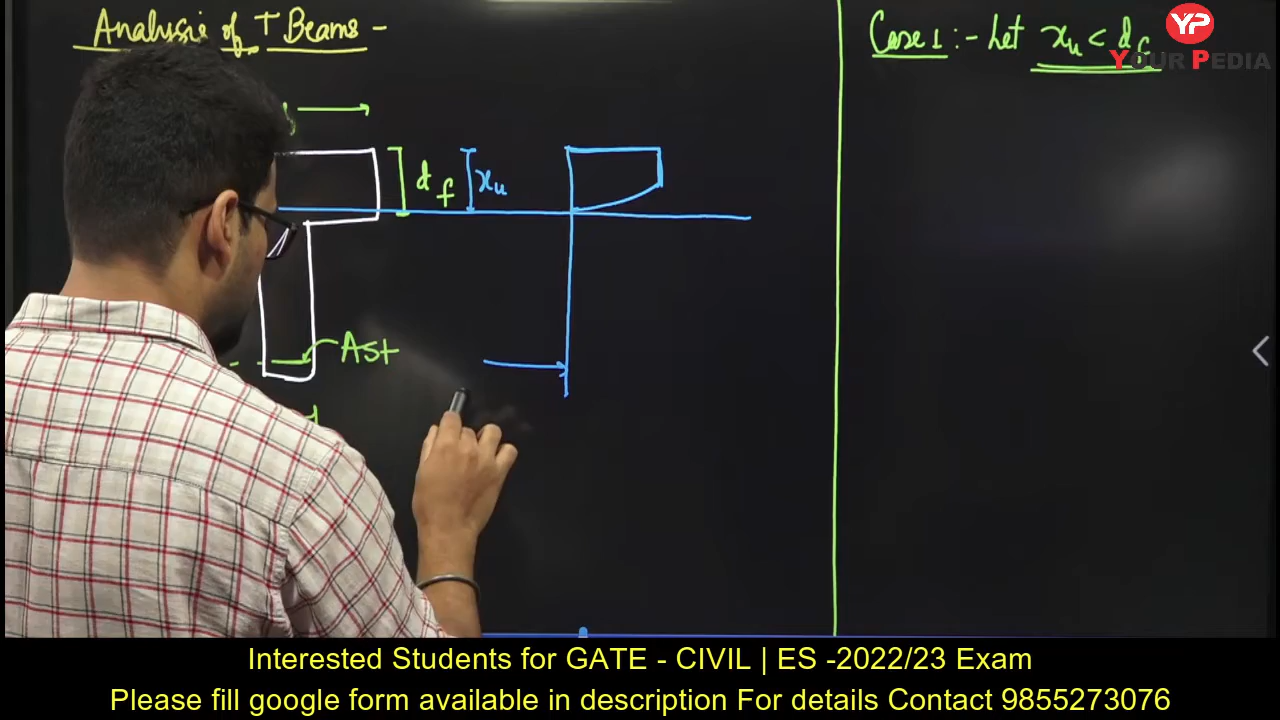 Analysis of T Beams -
Case 1 :- Let xu < df
YP
YOUR PEDIA
df
xu
Ast
d
Interested Students for GATE - CIVIL | ES -2022/23 Exam
Please fill google form available in description For details Contact 9855273076